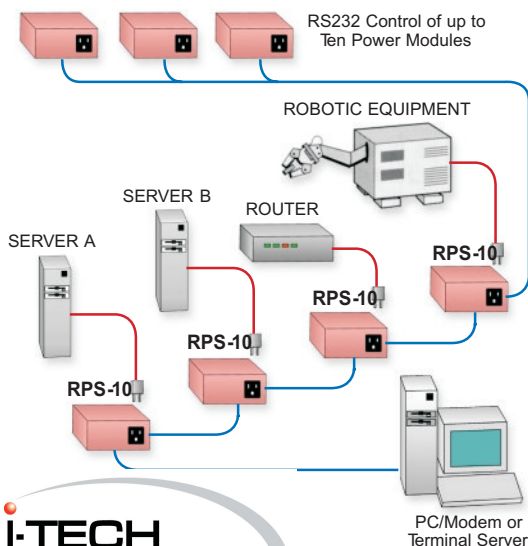 RS232 Control of up to
Ten Power Modules
ROBOTIC EQUIPMENT
SERVER B
ROUTER
SERVER A
RPS-10
RPS-10
RPS-10
RPS-10
I-TECH
PC/Modem or
Terminal Server